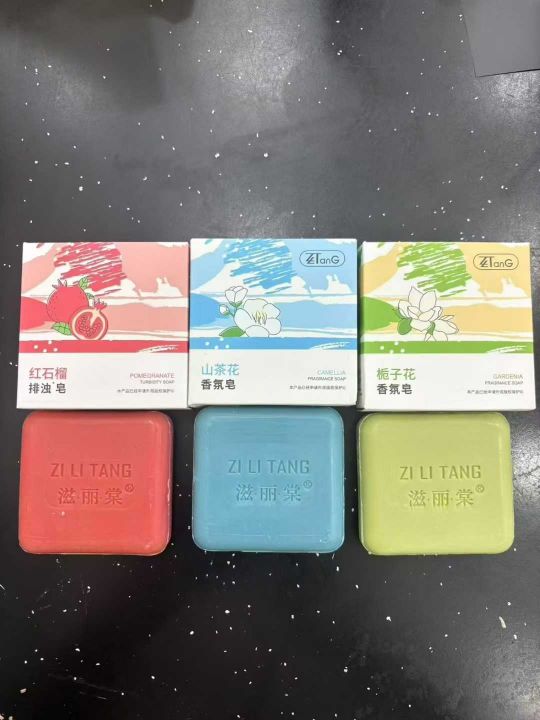 红石榴
排浊皂
POMEGRANATE
TURBIDITY SOAP
ZLTanG
山茶花
香氛皂
CAMELLIA
FRAGRANCE SOAP
ZLTanG
栀子花
香氛皂
GARDENIA
FRAGRANCE SOAP
ZI LI TANG
滋丽棠®
ZI LI TANG
滋丽棠®
ZI LI TANG
滋丽棠®